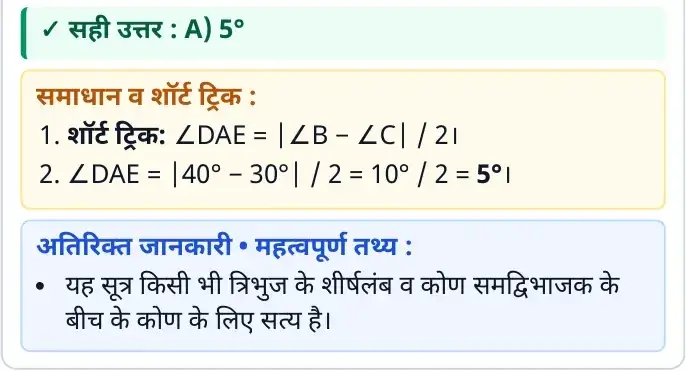 ✓ सही उत्तर : A) 5°
समाधान व शॉर्ट ट्रिक :
1. शॉर्ट ट्रिक: ∠DAE = |∠B − ∠C| / 2।
2. ∠DAE = |40° − 30°| / 2 = 10° / 2 = 5°।
अतिरिक्त जानकारी • महत्वपूर्ण तथ्य :
• यह सूत्र किसी भी त्रिभुज के शीर्षलंब व कोण समद्विभाजक के
बीच के कोण के लिए सत्य है।